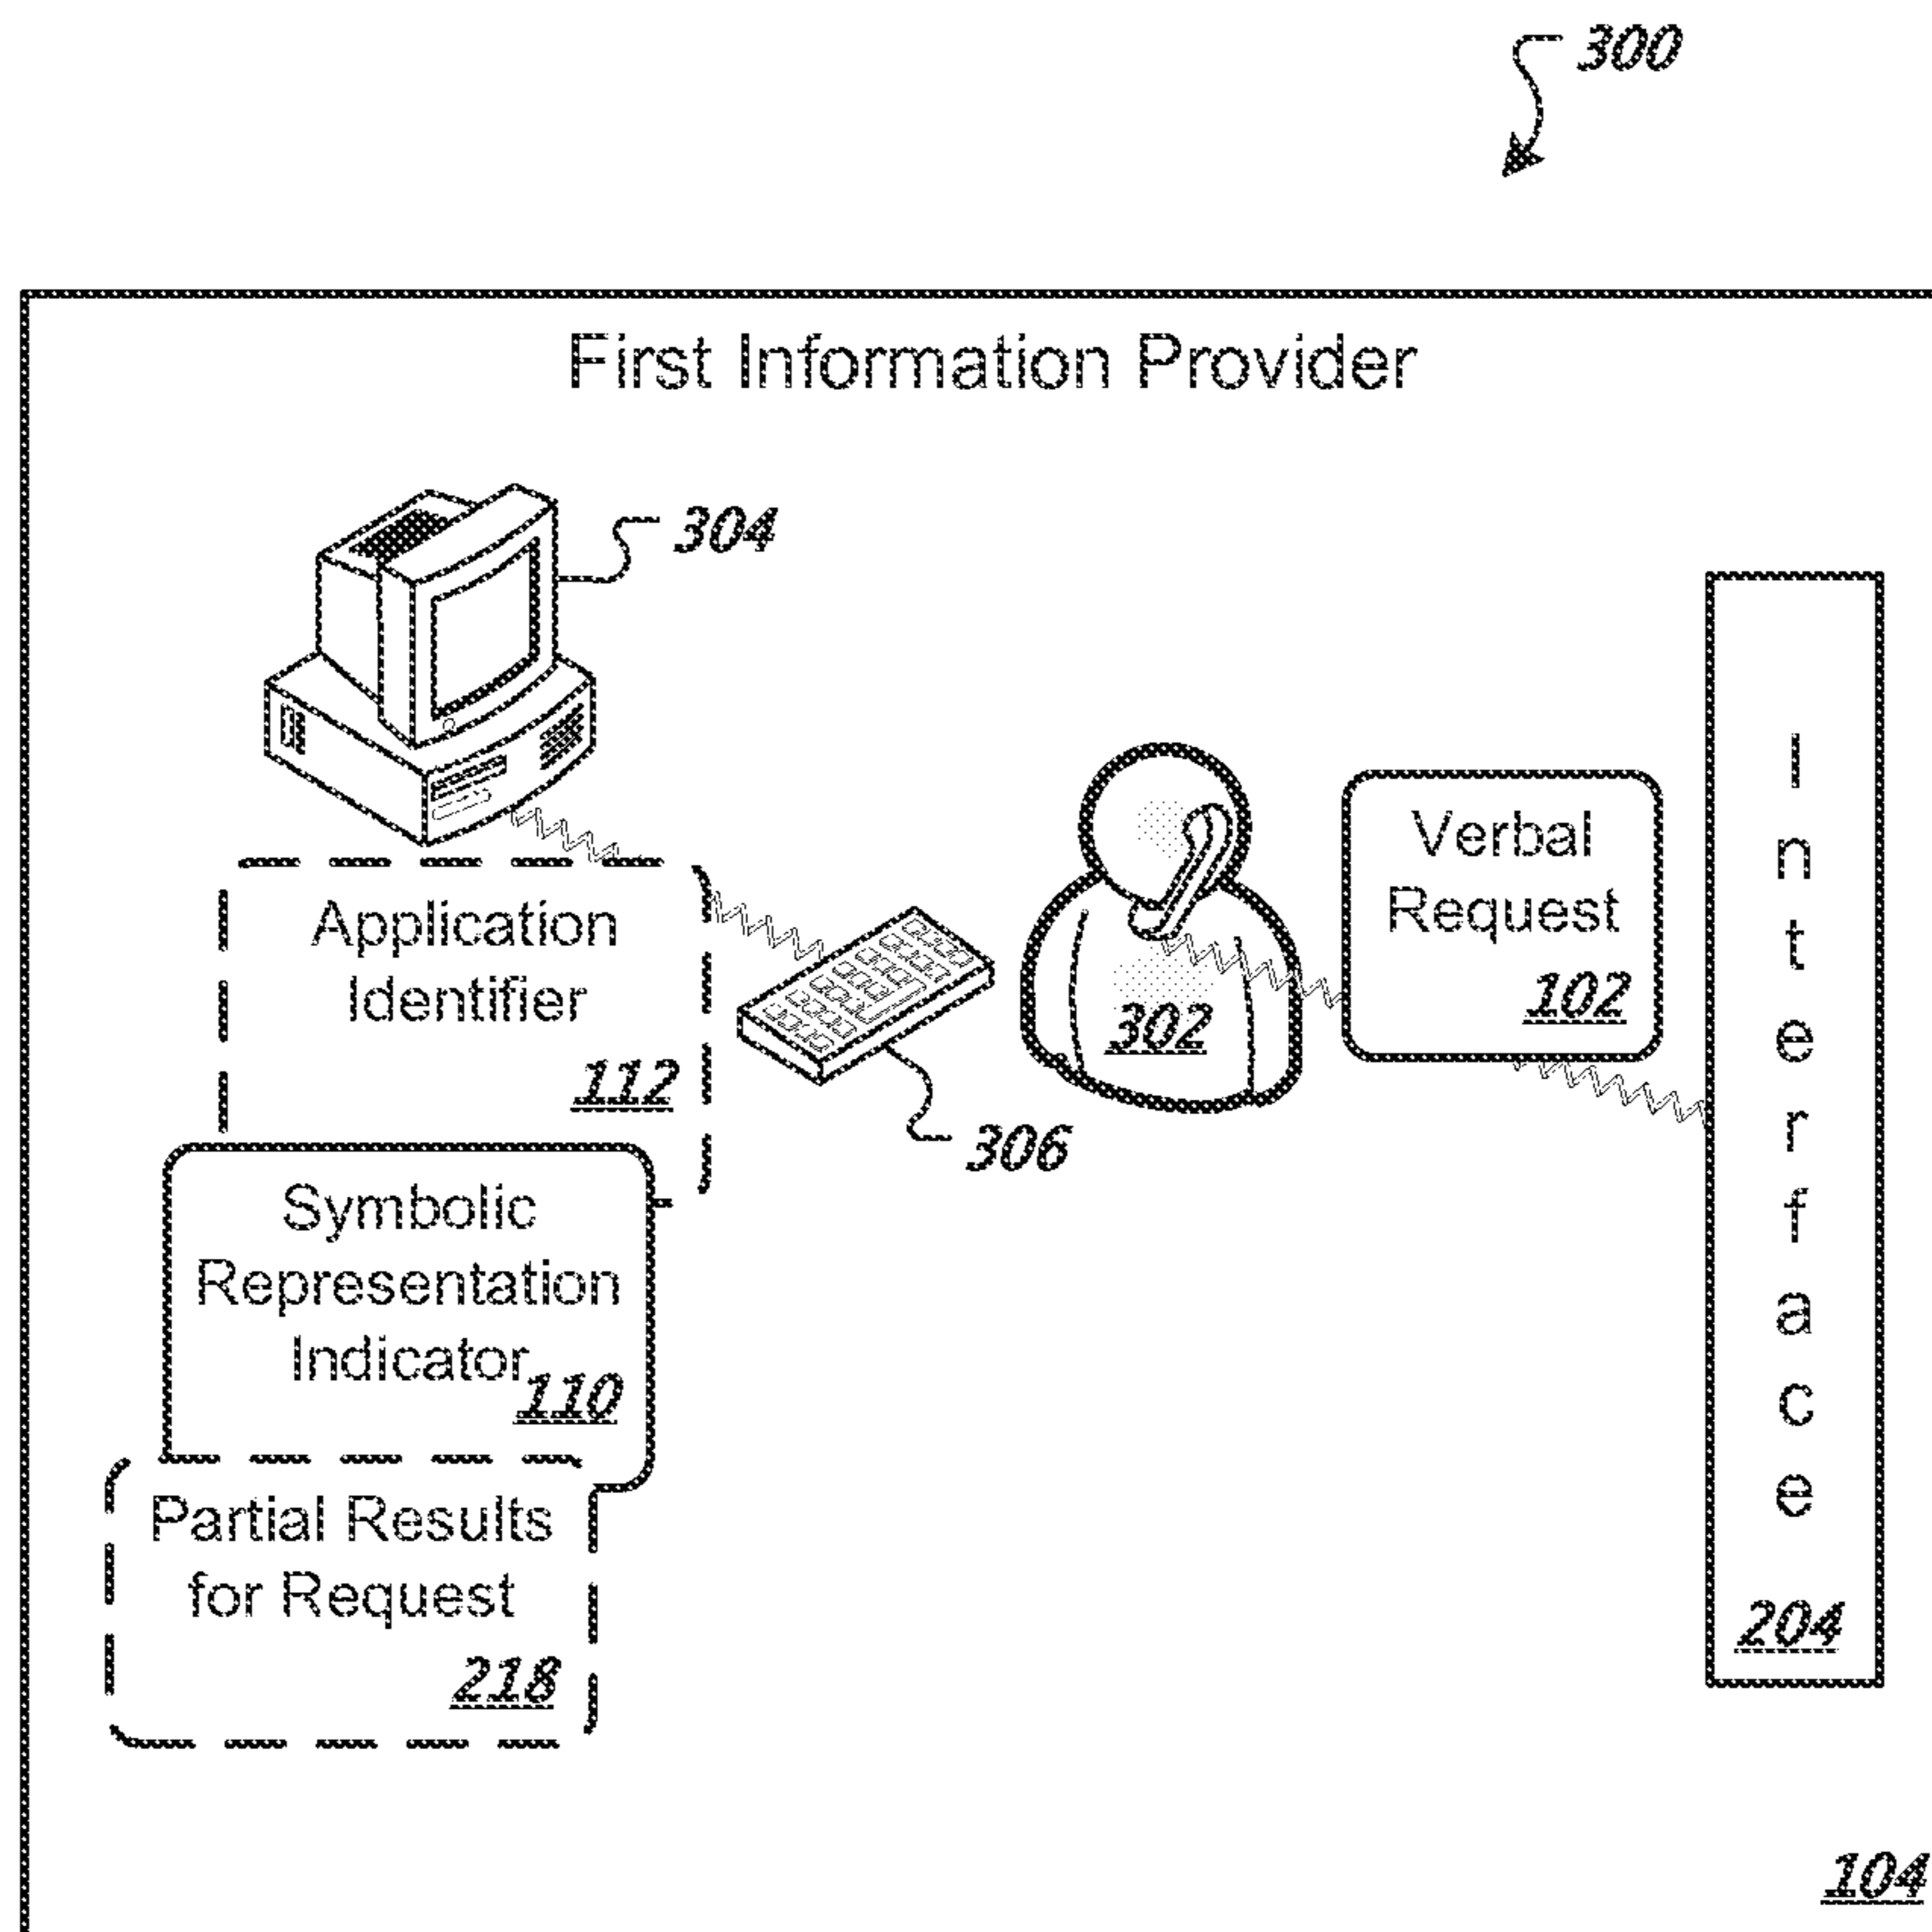 300
First Information Provider
304
Application
Identifier
112
306
302
Verbal
Request
102
Symbolic
Representation
Indicator
110
Partial Results
for Request
218
Interface
204
104